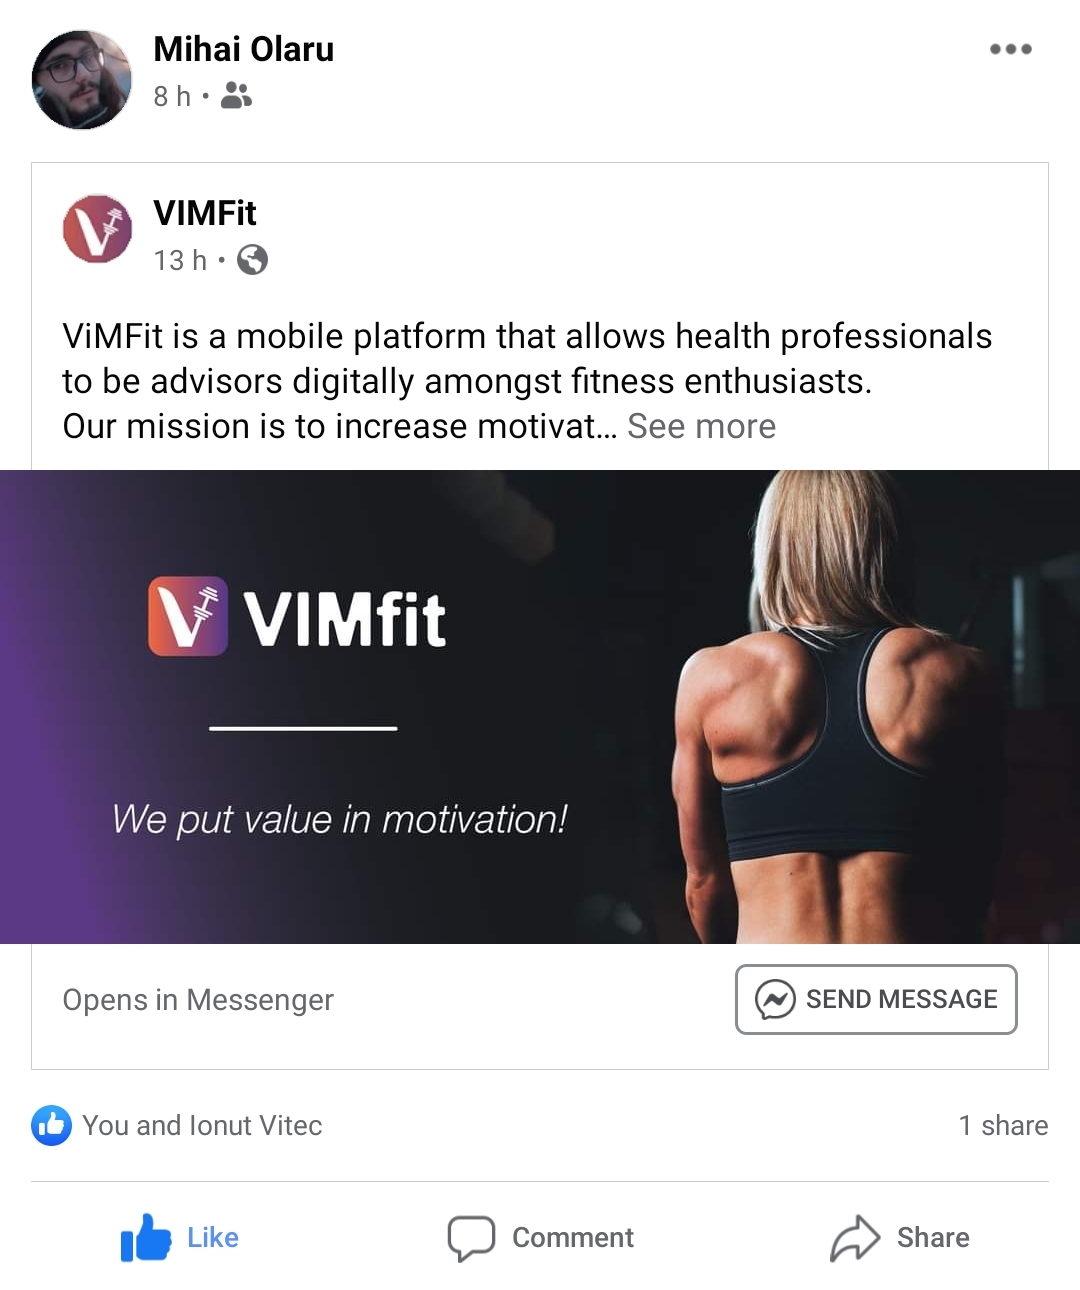 Mihai Olaru
8 h
VIMFit
13 h
ViMFit is a mobile platform that allows health professionals
to be advisors digitally amongst fitness enthusiasts.
Our mission is to increase motivat... See more
VIMfit
We put value in motivation!
Opens in Messenger
SEND MESSAGE
You and Ionut Vitec
1 share
Like
Comment
Share